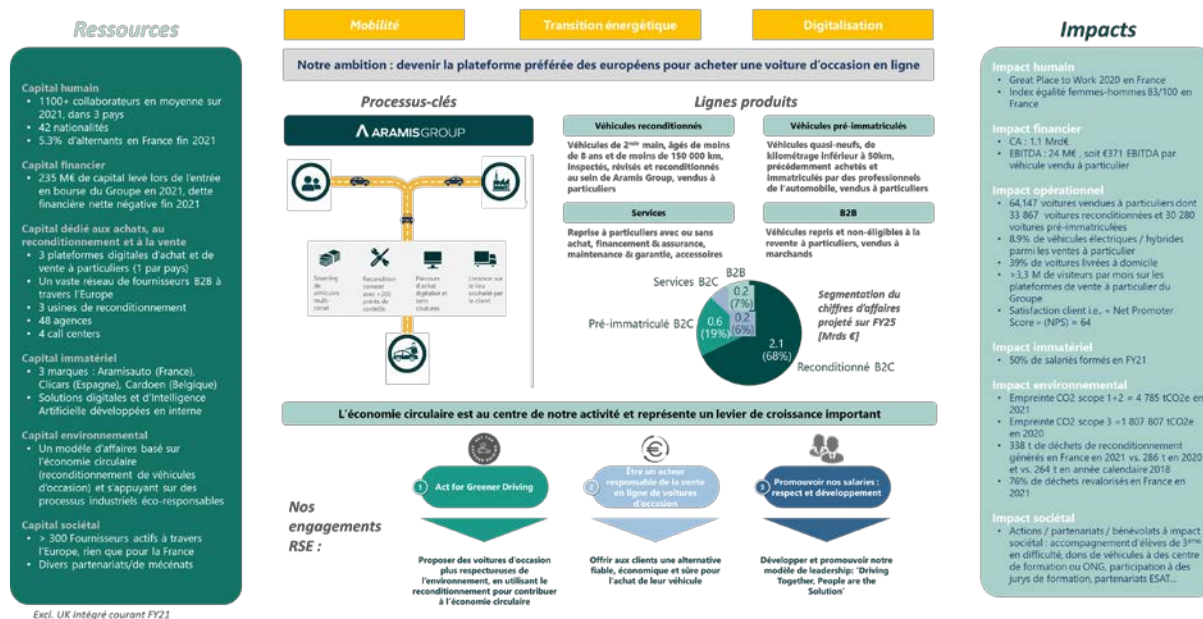 Ressources
Capital humain
• 1100+ collaborateurs en moyenne sur
2021, dans 3 pays
• 42 nationalités
• 5.3% d'alternants en France fin 2021
Capital financier
• 235 M€ de capital levé lors de l'entrée
en bourse du Groupe en 2021, dette
financière nette négative fin 2021
Capital dédié aux achats, au
reconditionnement et à la vente
• 3 plateformes digitales d'achat et de
vente à particuliers (1 par pays)
• Un vaste réseau de fournisseurs B2B à
travers l'Europe
• 3 usines de reconditionnement
• 48 agences
• 4 call centers
Capital immatériel
• 3 marques : Aramisauto (France),
Clicars (Espagne), Cardoen (Belgique)
• Solutions digitales et d'Intelligence
Artificielle développées en interne
Capital environnemental
• Un modèle d'affaires basé sur
l'économie circulaire
(reconditionnement de véhicules
d'occasion) et s'appuyant sur des
processus industriels éco-responsables
Capital sociétal
• > 300 Fournisseurs actifs à travers
l'Europe, rien que pour la France
• Divers partenariats/de mécénats
Excl. UK intégré courant FY21
Mobilité
Transition énergétique
Digitalisation
Notre ambition : devenir la plateforme préférée des européens pour acheter une voiture d'occasion en ligne
Processus-clés
ARAMISGROUP
Sourcing
de
véhicules
multi-
canal
Recondition
nement
avec +200
points de
contrôle
Parcours
d'achat
digitalisé et
sans
coutures
Livraison sur
le lieu
souhaité par
le client
Lignes produits
Véhicules reconditionnés
Véhicules de 2nde main, âgés de moins
de 8 ans et de moins de 150 000 km,
inspectés, révisés et reconditionnés
au sein de Aramis Group, vendus à
particuliers
Véhicules pré-immatriculés
Véhicules quasi-neufs, de
kilométrage inférieur à 50km,
précédemment achetés et
immatriculés par des professionnels
de l'automobile, vendus à particuliers
Services
Reprise à particuliers avec ou sans
achat, financement & assurance,
maintenance & garantie, accessoires
B2B
Véhicules repris et non-éligibles à la
revente à particuliers, vendus à
marchands
B2B
Services B2C
0.2
(7%)
Pré-immatriculé B2C
0.6
(19%)
0.2
(6%)
2.1
(68%)
Reconditionné B2C
Segmentation du
chiffres d'affaires
projeté sur FY25
[Mrds €]
L'économie circulaire est au centre de notre activité et représente un levier de croissance important
Nos
engagements
RSE :
1 Act for Greener Driving
Proposer des voitures d'occasion
plus respectueuses de
l'environnement, en utilisant le
reconditionnement pour contribuer
à l'économie circulaire
2 Être un acteur
responsable de la vente
en ligne de voitures
d'occasion
Offrir aux clients une alternative
fiable, économique et sûre pour
l'achat de leur véhicule
3 Promouvoir nos salariés :
respect et développement
Développer et promouvoir notre
modèle de leadership: 'Driving
Together, People are the
Solution'
Impacts
Impact humain
• Great Place to Work 2020 en France
• Index égalité femmes-hommes 83/100 en
France
Impact financier
• CA : 1.1 Mrd€
• EBITDA : 24 M€ , soit €371 EBITDA par
véhicule vendu à particulier
Impact opérationnel
• 64,147 voitures vendues à particuliers dont
33 867 voitures reconditionnées et 30 280
voitures pré-immatriculées
• 8.9% de véhicules électriques / hybrides
parmi les ventes à particulier
• 39% de voitures livrées à domicile
• >3,3 M de visiteurs par mois sur les
plateformes de vente à particulier du
Groupe
• Satisfaction client i.e. « Net Promoter
Score » (NPS) = 64
Impact immatériel
• 50% de salariés formés en FY21
Impact environnemental
• Empreinte CO2 scope 1+2 = 4 785 tCO2e en
2021
• Empreinte CO2 scope 3 =1 807 807 tCO2e
en 2020
• 338 t de déchets de reconditionnement
générés en France en 2021 vs. 286 t en 2020
et vs. 264 t en année calendaire 2018
• 76% de déchets revalorisés en France en
2021
Impact sociétal
• Actions / partenariats / bénévolats à impact
sociétal : accompagnement d'élèves de 3ème
en difficulté, dons de véhicules à des centre
de formation ou ONG, participation à des
jurys de formation, partenariats ESAT...